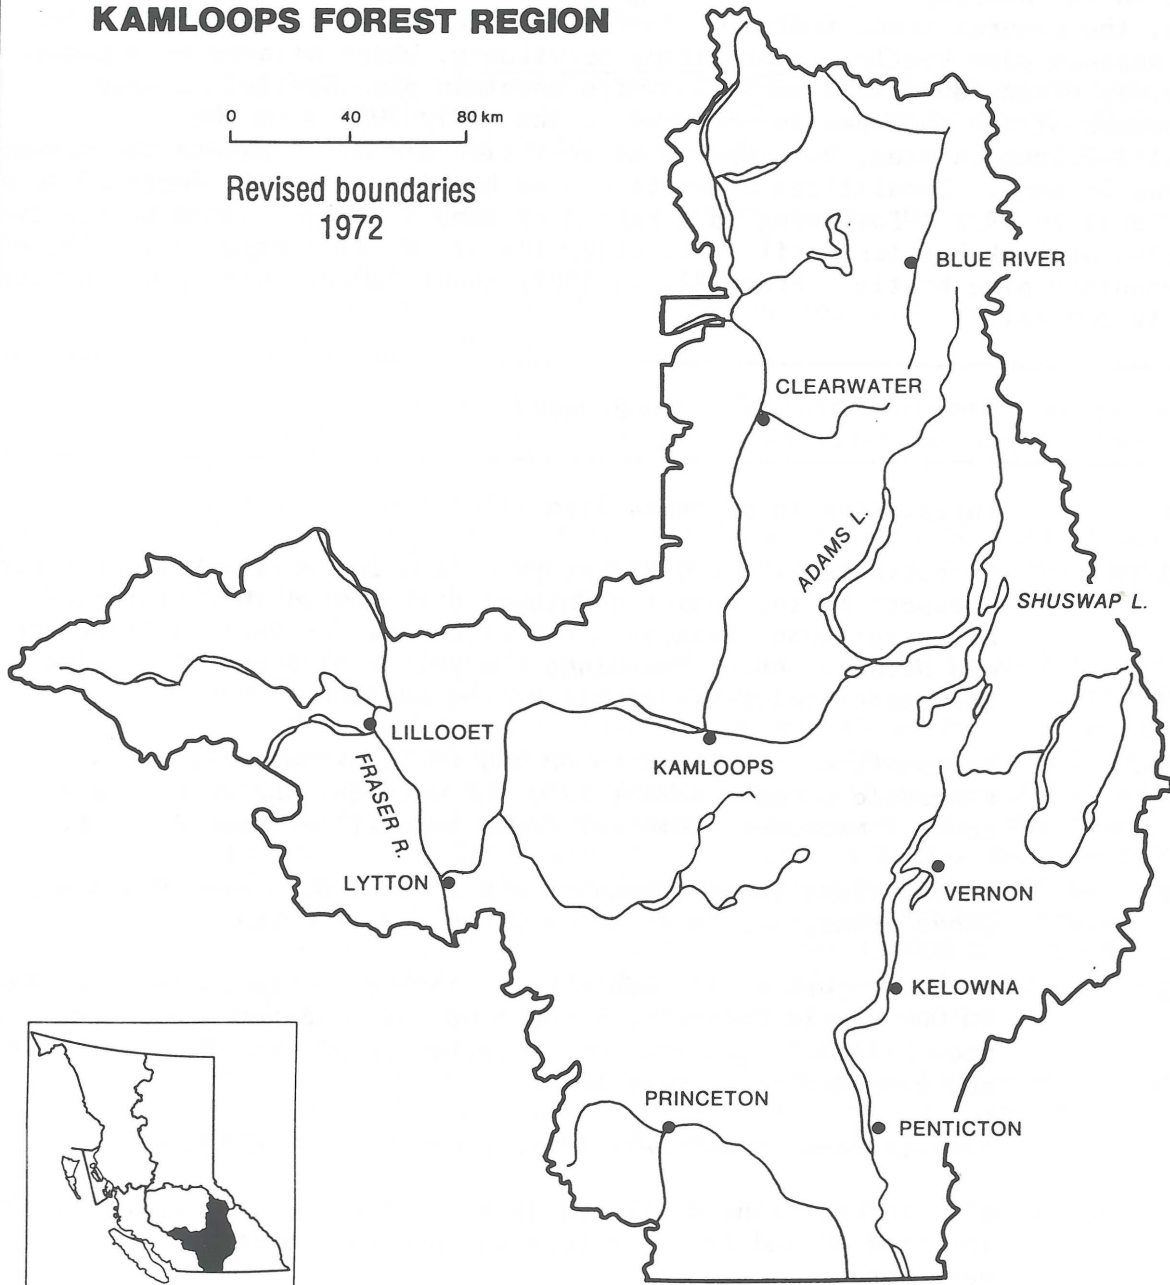 KAMLOOPS FOREST REGION
0 40 80 km
Revised boundaries
1972
BLUE RIVER
CLEARWATER
ADAMS L.
SHUSWAP L.
LILLOOET
FRASER R.
KAMLOOPS
LYTTON
VERNON
KELOWNA
PRINCETON
PENTICTON